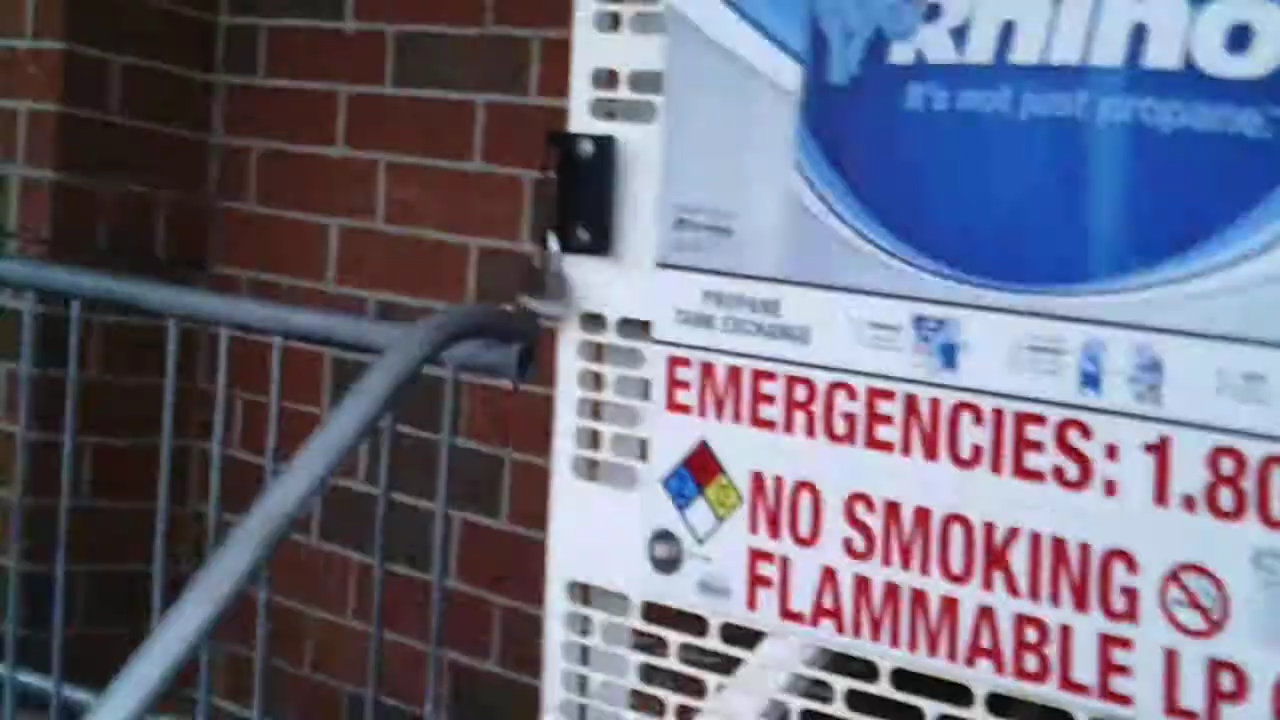 Rhino
It's not just propane.
PROPANE
TANK EXCHANGE
EMERGENCIES: 1.80
NO SMOKING
FLAMMABLE LP